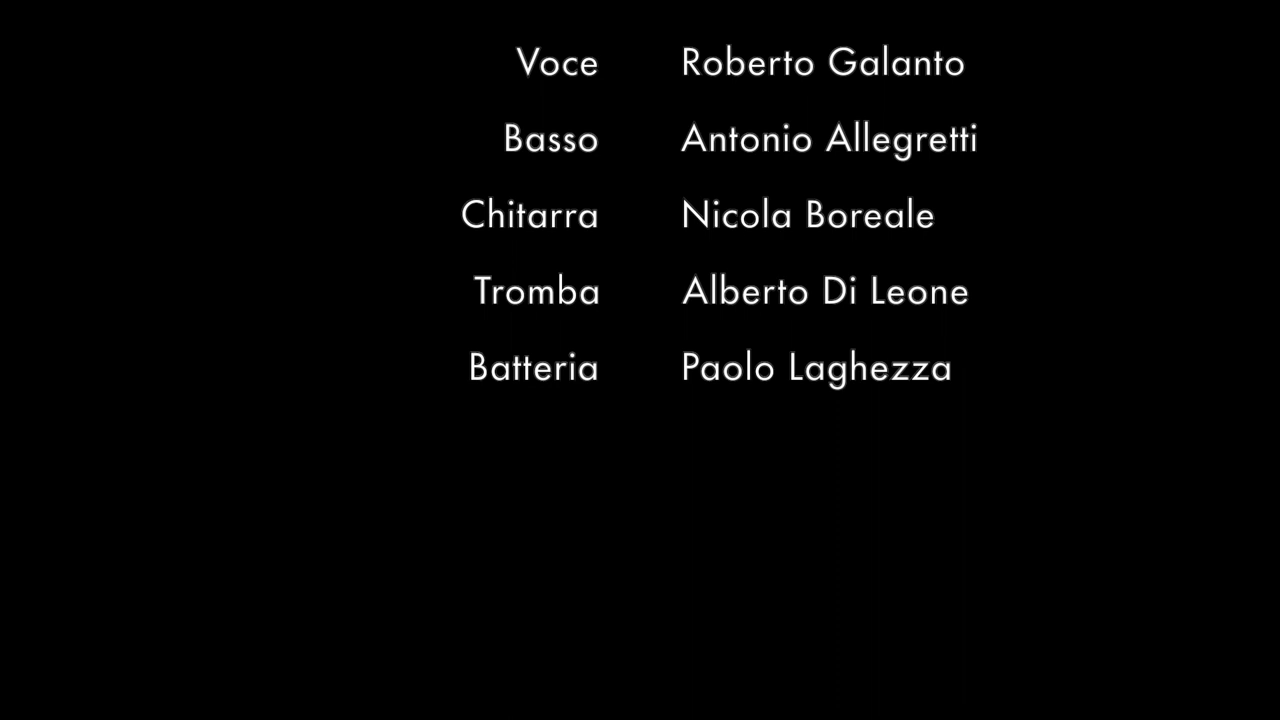 Voce Roberto Galanto
Basso Antonio Allegretti
Chitarra Nicola Boreale
Tromba Alberto Di Leone
Batteria Paolo Laghezza